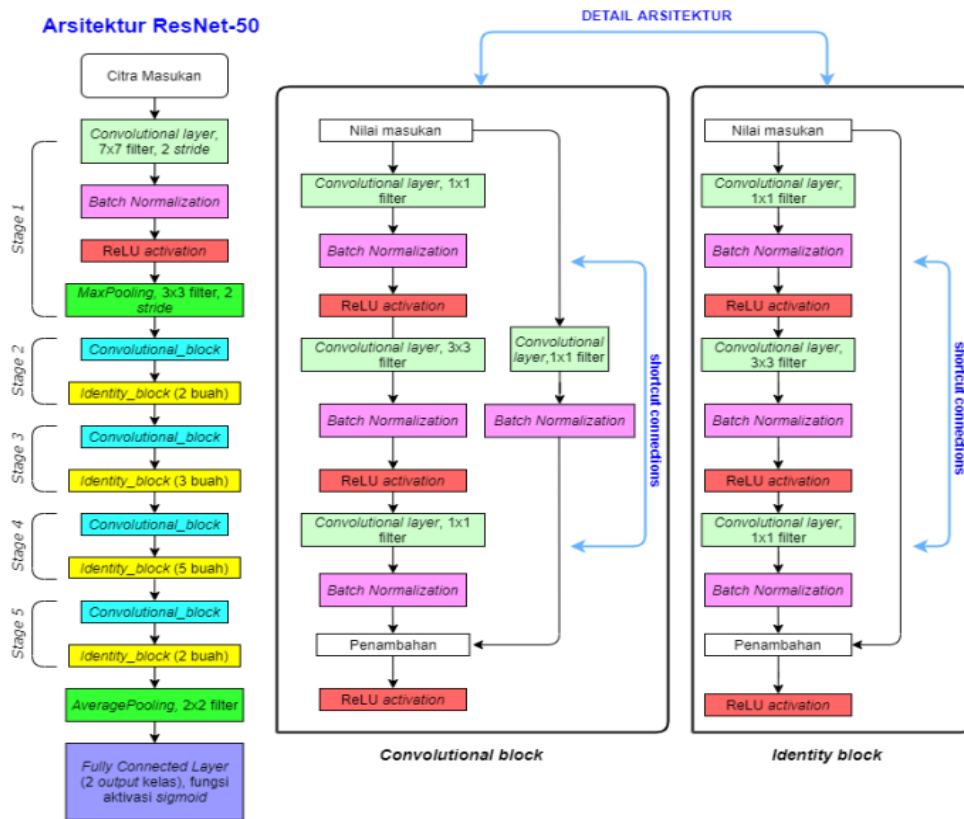 Arsitektur ResNet-50
Citra Masukan
Convolutional layer,
7x7 filter, 2 stride
Batch Normalization
ReLU activation
MaxPooling, 3x3 filter, 2
stride
Stage 1
Convolutional_block
Identity_block (2 buah)
Stage 2
Convolutional_block
Identity_block (3 buah)
Stage 3
Convolutional_block
Identity_block (5 buah)
Stage 4
Convolutional_block
Identity_block (2 buah)
Stage 5
AveragePooling, 2x2 filter
Fully Connected Layer
(2 output kelas), fungsi
aktivasi sigmoid
DETAIL ARSITEKTUR
Nilai masukan
Convolutional layer, 1x1
filter
Batch Normalization
ReLU activation
Convolutional layer, 3x3
filter
Batch Normalization
ReLU activation
Convolutional layer, 1x1
filter
Batch Normalization
Penambahan
ReLU activation
Convolutional
layer,1x1 filter
Batch Normalization
shortcut connections
Convolutional block
Nilai masukan
Convolutional layer,
1x1 filter
Batch Normalization
ReLU activation
Convolutional layer,
3x3 filter
Batch Normalization
ReLU activation
Convolutional layer,
1x1 filter
Batch Normalization
Penambahan
ReLU activation
shortcut connections
Identity block